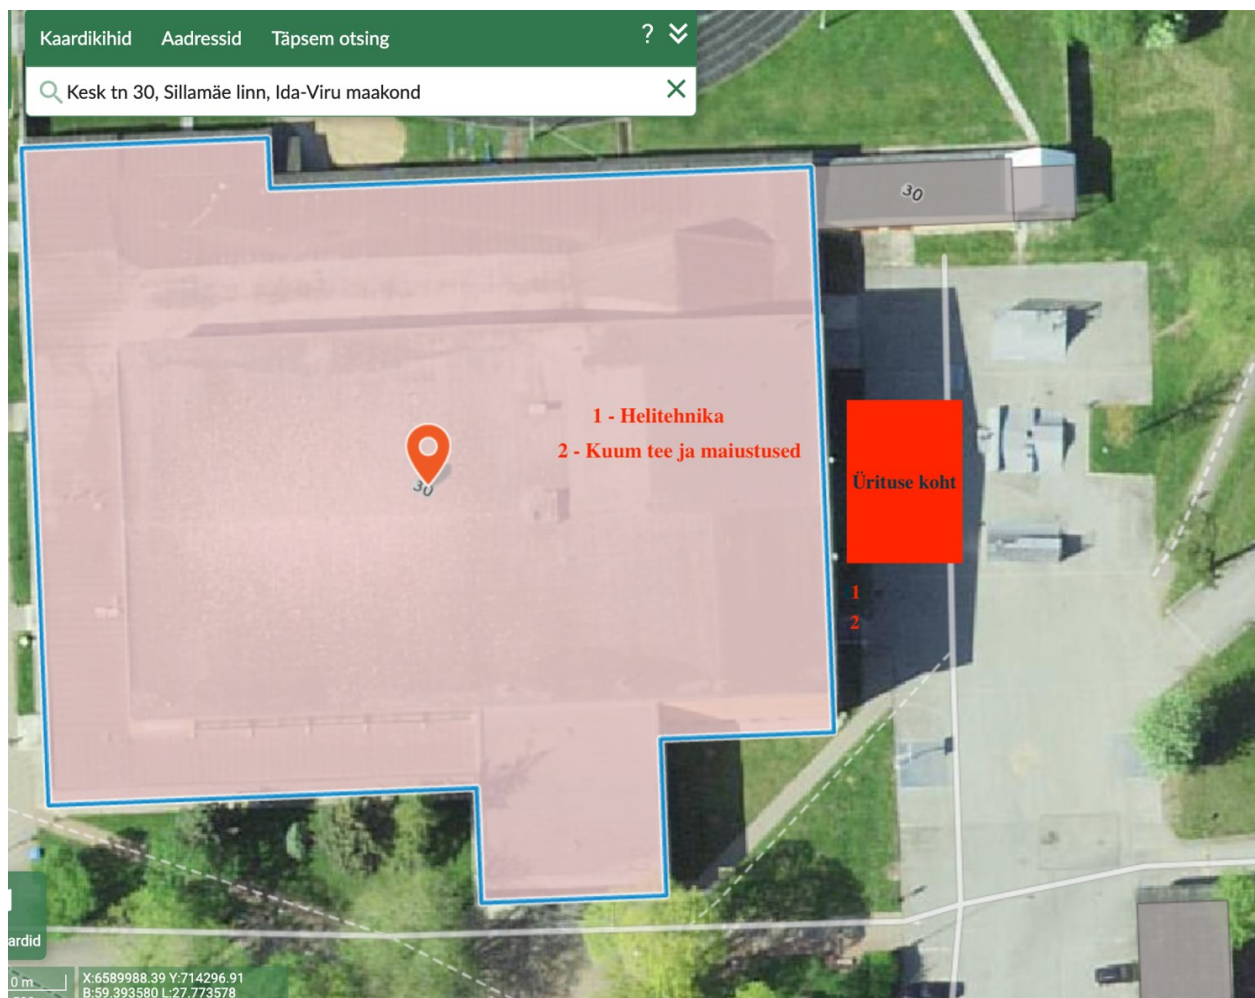 Kaardikihid Aadressid Täpsem otsing ?
Kesk tn 30, Sillamäe linn, Ida-Viru maakond
30
1 - Helitehnika
2 - Kuum tee ja maiustused
30
Ürituse koht
1
2
ardid
0 m
X:6589988.39 Y:714296.91
B:59.393580 L:27.773578